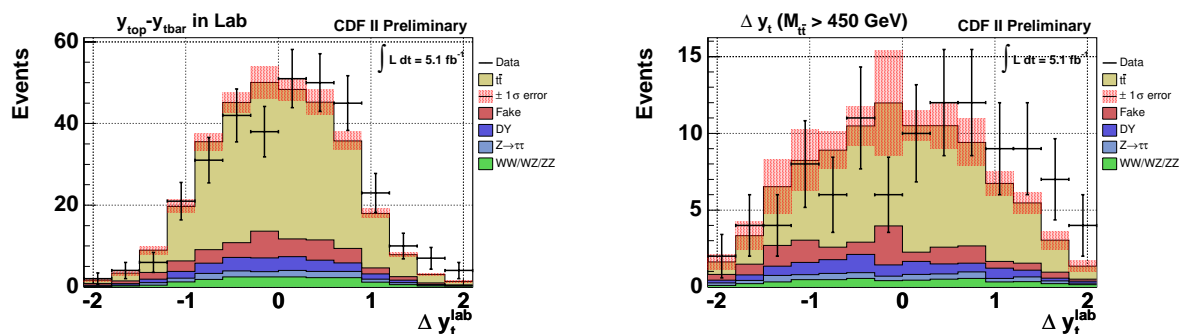 y_top-y_tbar in Lab
CDF II Preliminary
∫ L dt = 5.1 fb⁻¹
Events
60
40
20
0
-2 -1 0 1 2
Δ y_t^lab
Data
tt̄
± 1σ error
Fake
DY
Z→ττ
WW/WZ/ZZ
Δ y_t (M_tt̄ > 450 GeV)
CDF II Preliminary
∫ L dt = 5.1 fb⁻¹
Events
15
10
5
0
-2 -1 0 1 2
Δ y_t^lab
Data
tt̄
± 1σ error
Fake
DY
Z→ττ
WW/WZ/ZZ